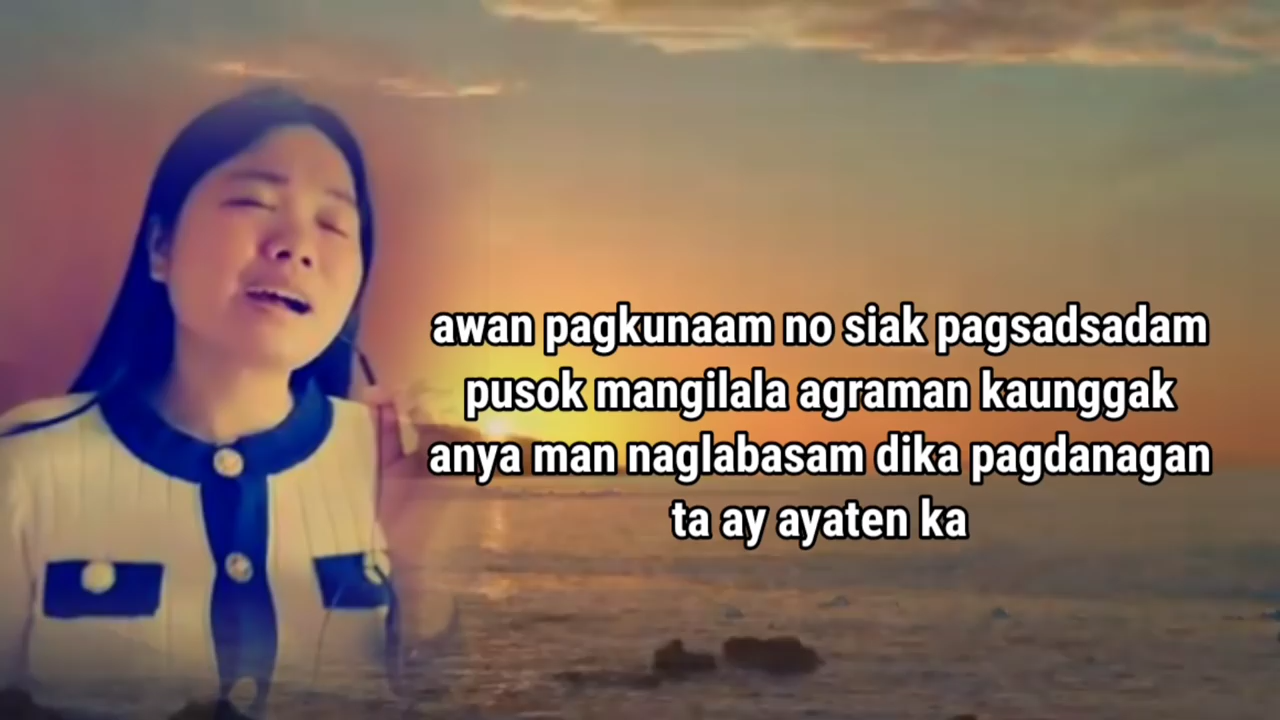 awan pagkunaam no siak pagsadsadam
pusok mangilala agraman kaunggak
anya man naglabasam dika pagdanagan
ta ay ayaten ka